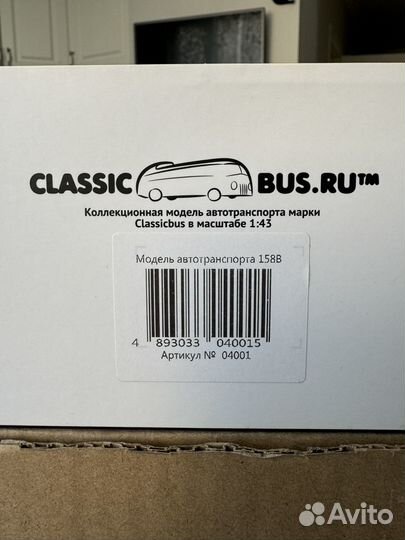 CLASSIC BUS.RU™
Коллекционная модель автотранспорта марки
Classicbus в масштабе 1:43
Модель автотранспорта 158В
4 893033 040015
Артикул № 04001
Avito